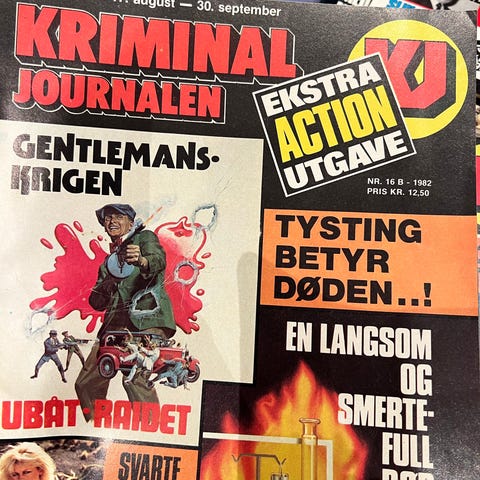 august — 30. september
KRIMINAL
JOURNALEN
KJ
EKSTRA
ACTION
UTGAVE
NR. 16 B - 1982
PRIS KR. 12,50
GENTLEMANS-
KRIGEN
TYSTING
BETYR
DØDEN..!
EN LANGSOM
OG
SMERTE-
FULL
UBÅT-RAIDET
SVARTE